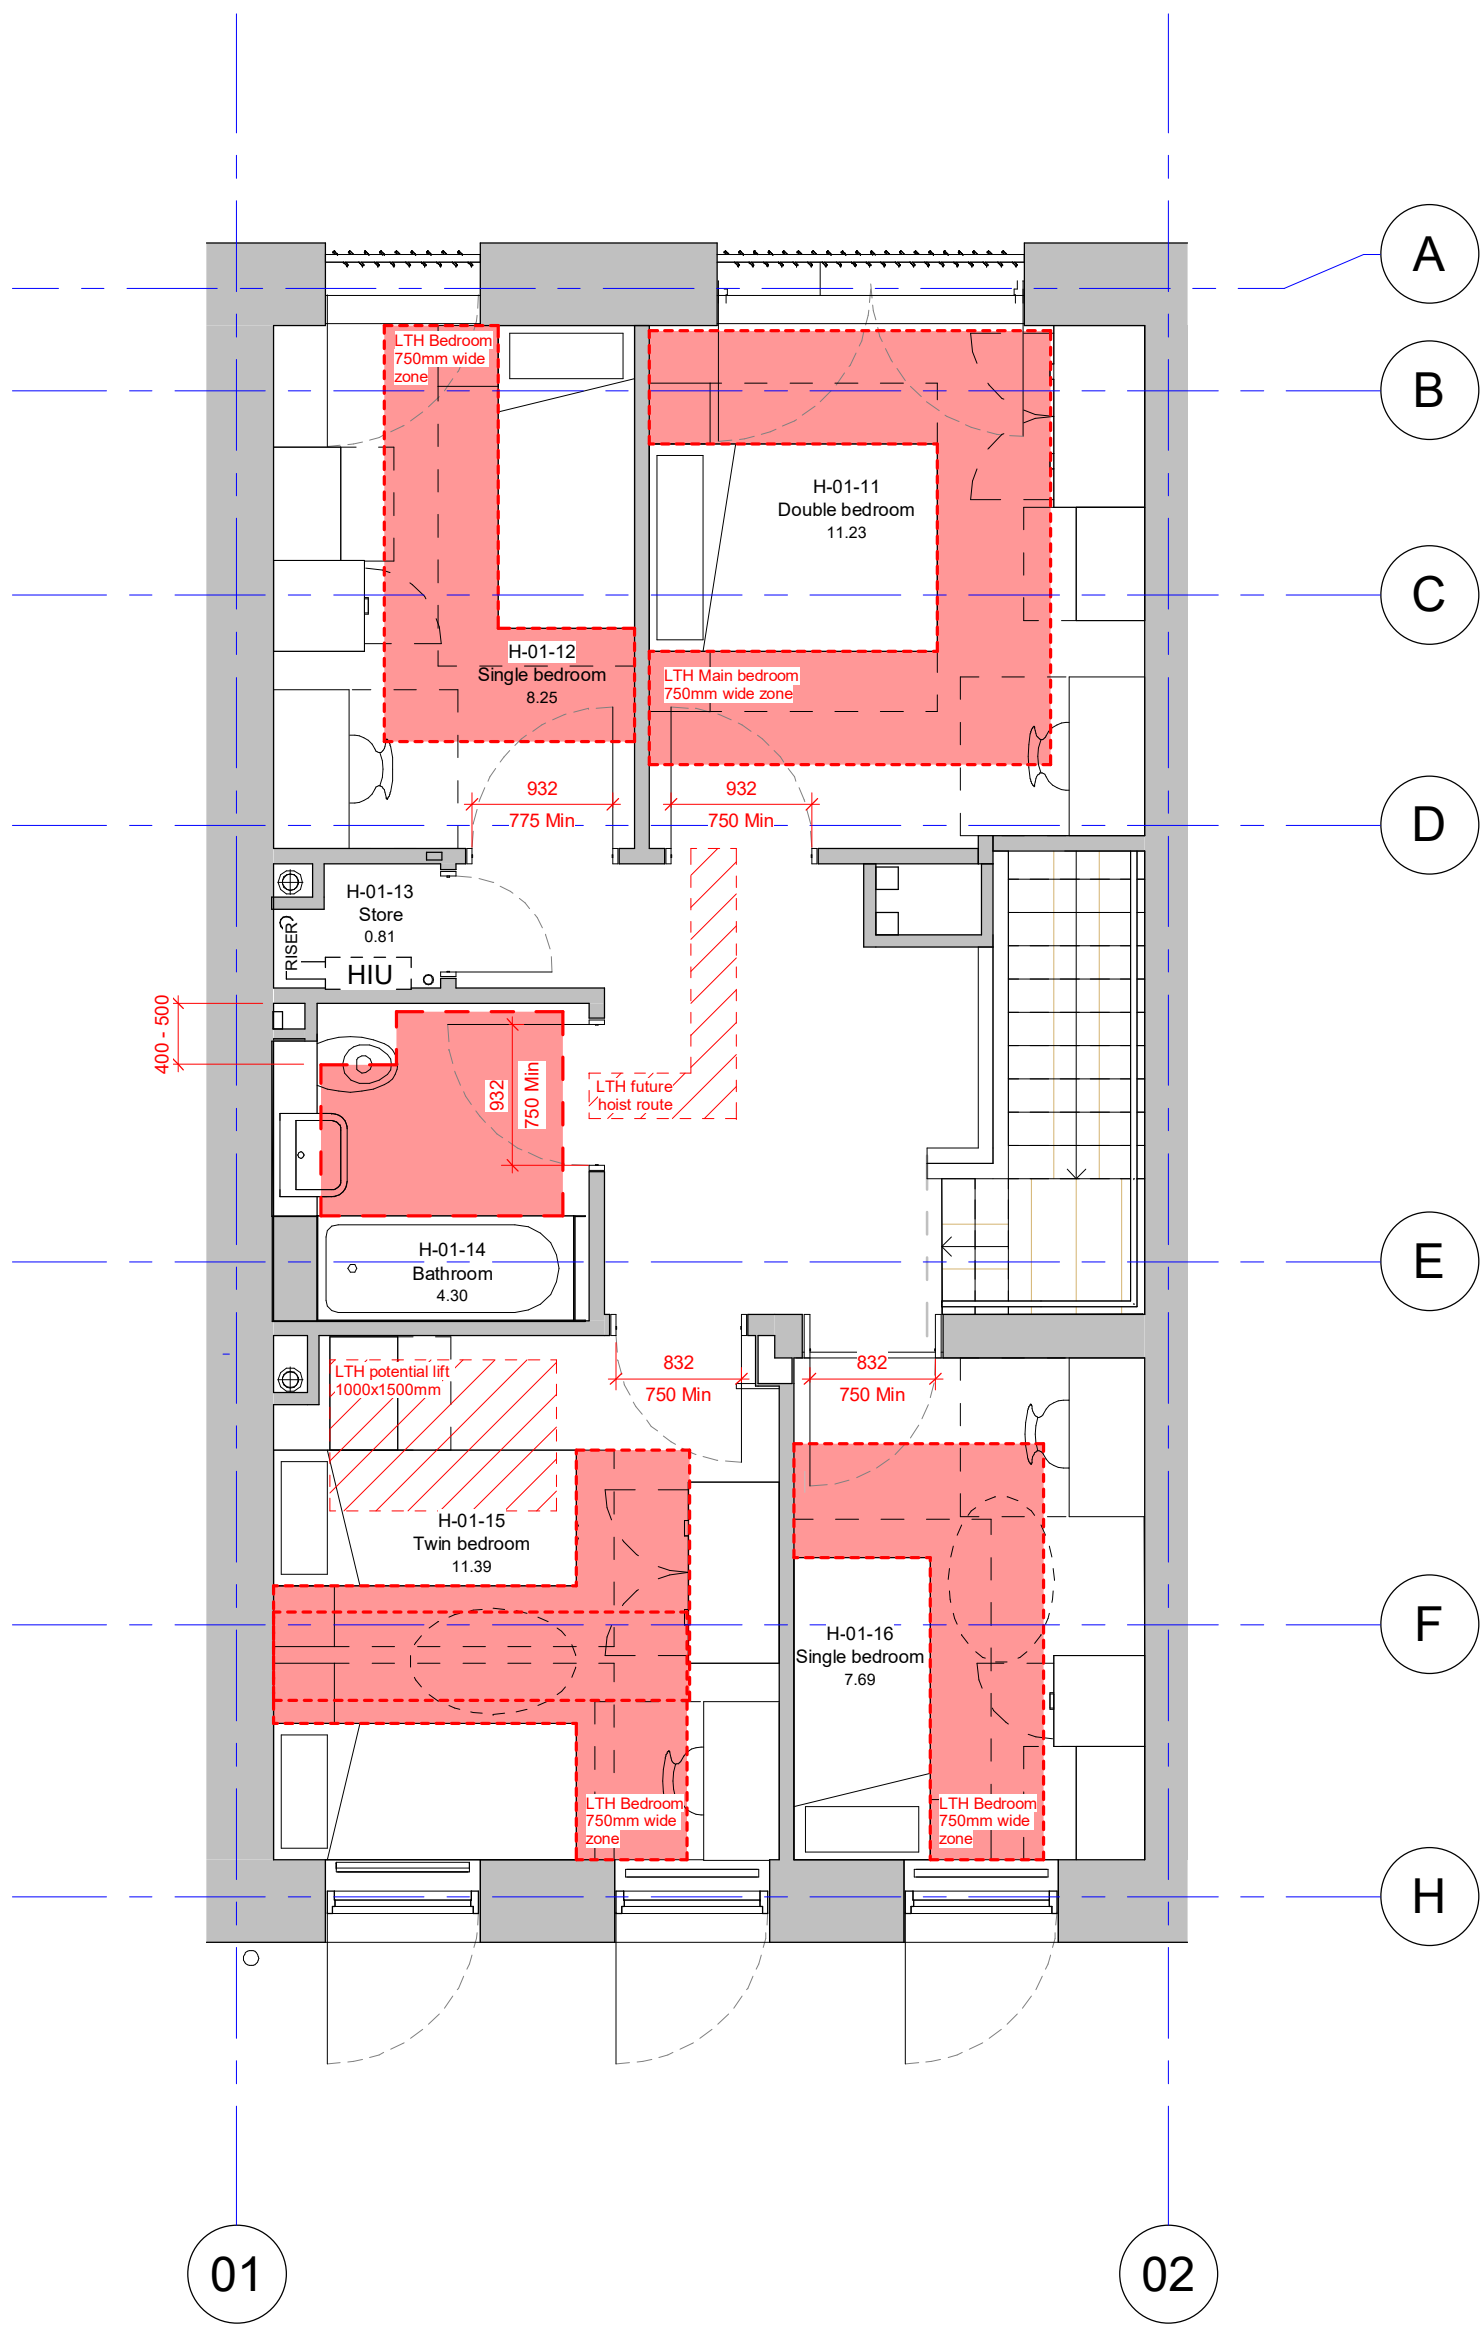 A
LTH Bedroom
750mm wide
zone
B
H-01-11
Double bedroom
11.23
C
H-01-12
Single bedroom
8.25
LTH Main bedroom
750mm wide zone
932
775 Min
932
750 Min
D
H-01-13
Store
0.81
RISER
HIU
400 - 500
932
750 Min
LTH future
hoist route
H-01-14
Bathroom
4.30
E
LTH potential lift
1000x1500mm
832
750 Min
832
750 Min
H-01-15
Twin bedroom
11.39
F
H-01-16
Single bedroom
7.69
LTH Bedroom
750mm wide
zone
LTH Bedroom
750mm wide
zone
H
01
02